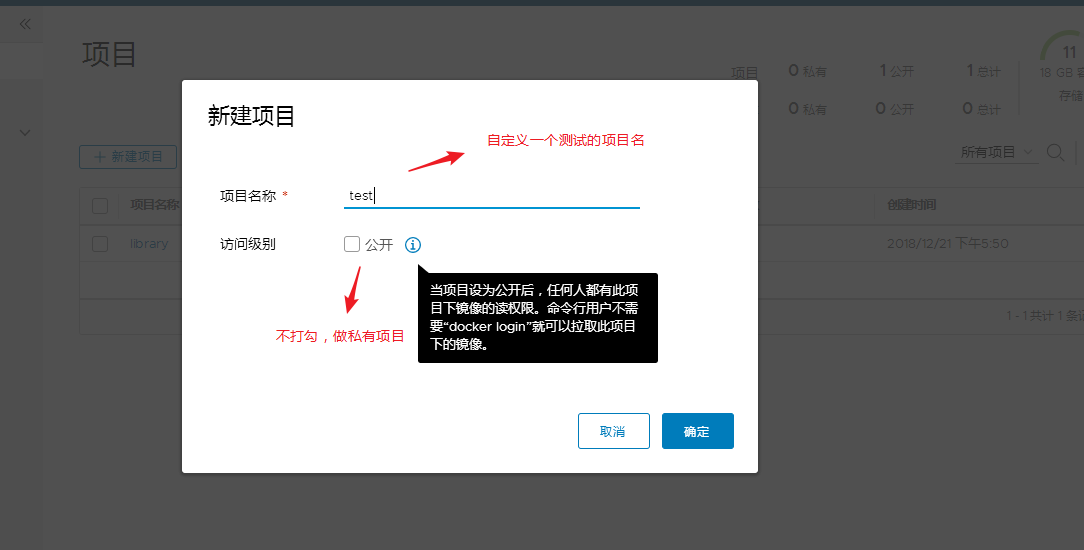 项目
项目
0 私有
1 公开
1 总计
11
18 GB
0 私有
0 公开
0 总计
存储
新建项目
自定义一个测试的项目名
+ 新建项目
所有项目
项目名称 * test
项目名称
创建时间
访问级别 公开
library
2018/12/21 下午5:50
当项目设为公开后，任何人都有此项
目下镜像的读权限。命令行用户不需
要“docker login”就可以拉取此项目
下的镜像。
不打勾，做私有项目
1 - 1 共计 1 条
取消
确定